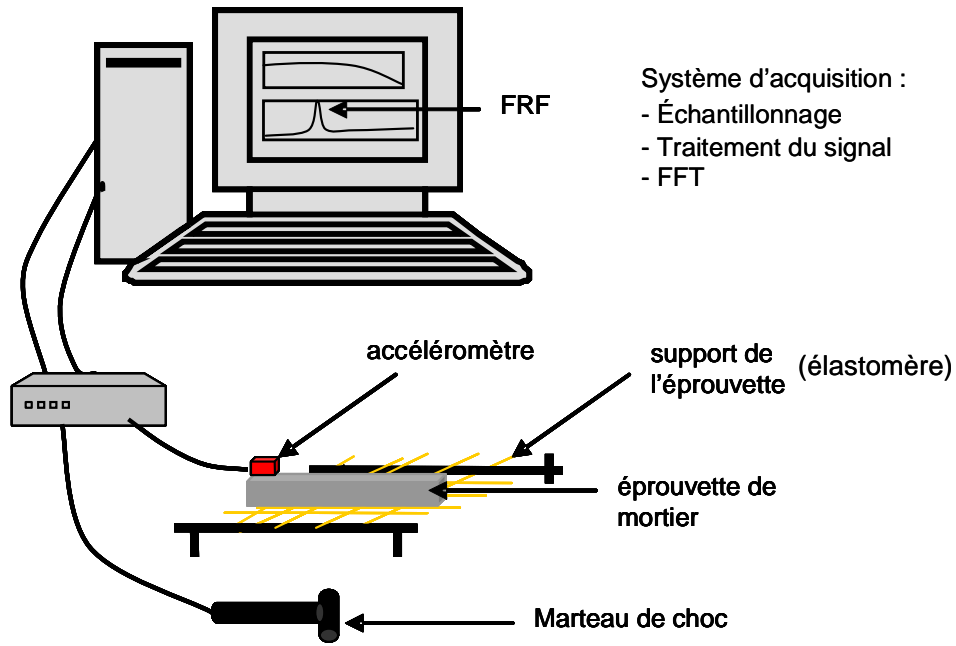 FRF
Système d'acquisition :
- Échantillonnage
- Traitement du signal
- FFT
accéléromètre
support de
l'éprouvette (élastomère)
éprouvette de
mortier
Marteau de choc